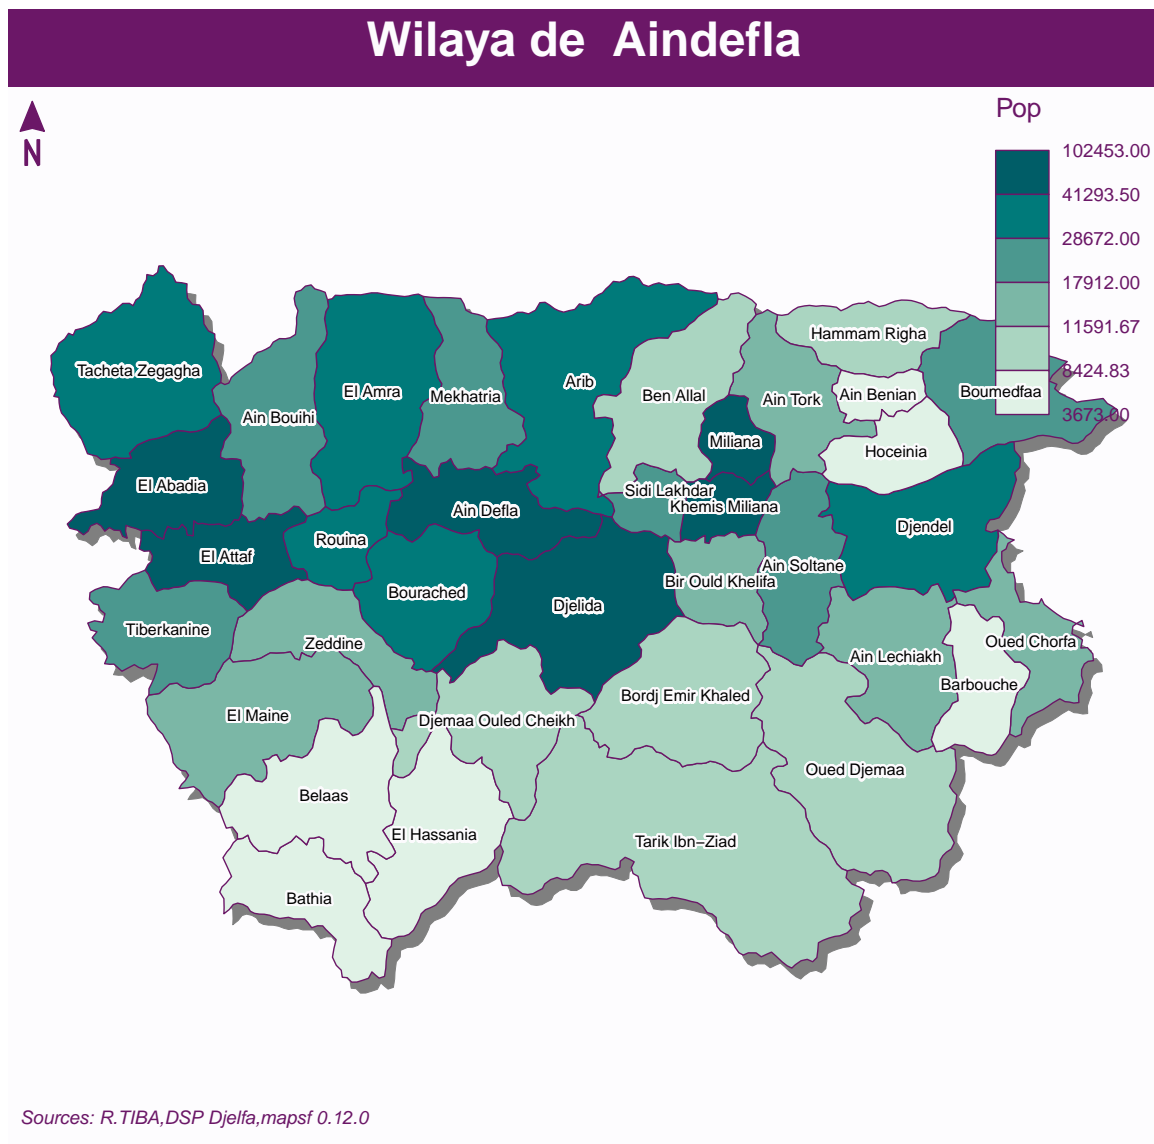 Wilaya de  Aindefla
N
Pop
102453.00
41293.50
28672.00
17912.00
11591.67
8424.83
3673.00
Hammam Righa
Tacheta Zegagha
Arib
El Amra
Mekhatria
Ben Allal
Ain Tork
Ain Benian
Boumedfaa
Ain Bouihi
Miliana
Hoceinia
El Abadia
Sidi Lakhdar
Khemis Miliana
Ain Defla
Djendel
Rouina
El Attaf
Ain Soltane
Bir Ould Khelifa
Bourached
Djelida
Tiberkanine
Zeddine
Oued Chorfa
Ain Lechiakh
Barbouche
Bordj Emir Khaled
El Maine
Djemaa Ouled Cheikh
Oued Djemaa
Belaas
El Hassania
Tarik Ibn−Ziad
Bathia
Sources: R.TIBA,DSP Djelfa,mapsf 0.12.0